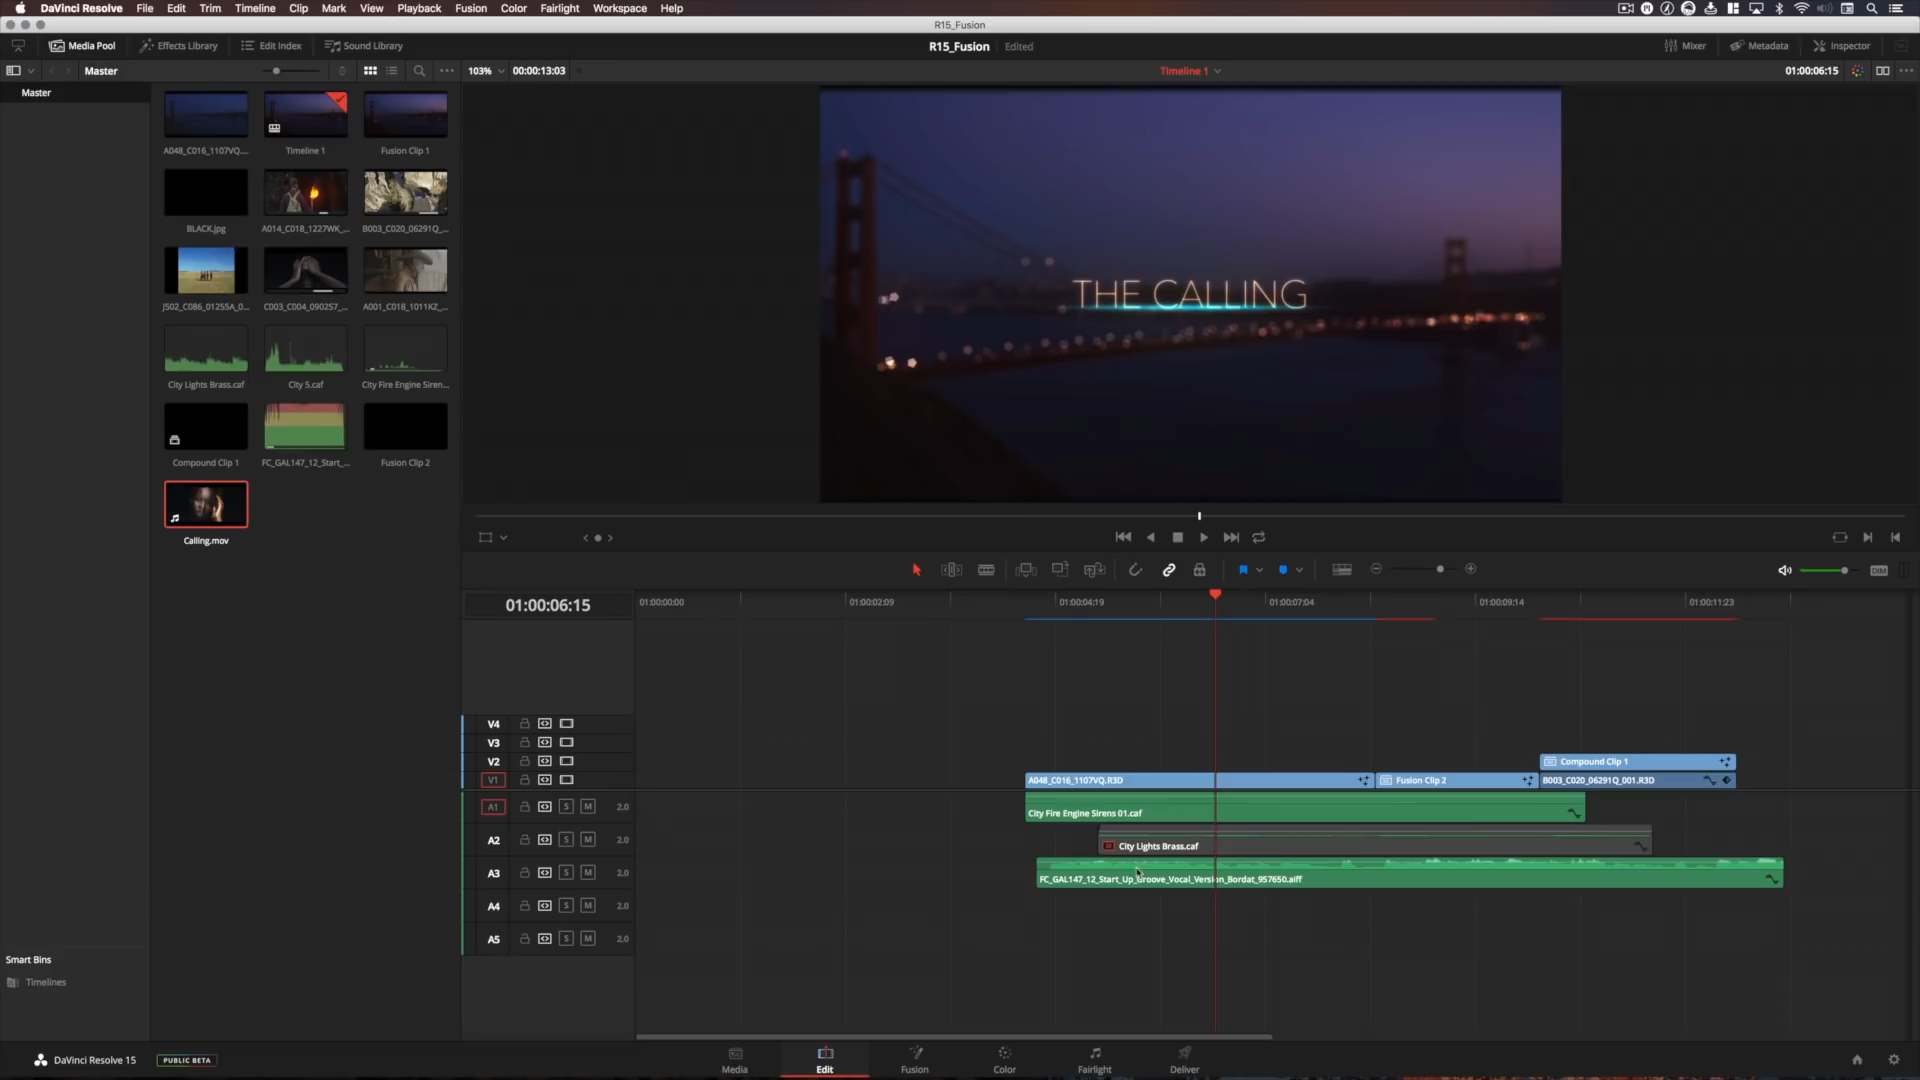 DaVinci Resolve File Edit Trim Timeline Clip Mark View Playback Fusion Color Fairlight Workspace Help
R15_Fusion
Media Pool Effects Library Edit Index Sound Library R15_Fusion Edited Mixer Metadata Inspector
Master 103% 00:00:13:03 Timeline 1 01:00:06:15
Master
A048_C016_1107VQ.... Timeline 1 Fusion Clip 1
BLACK.jpg A014_C018_1227WK_... B003_C020_06291Q_...
JS02_C086_01255A_0... C003_C004_0902S7_... A001_C018_1011KZ_...
City Lights Brass.caf City 5.caf City Fire Engine Siren...
Compound Clip 1 FC_GAL147_12_Start_... Fusion Clip 2
Calling.mov
THE CALLING
DIM
01:00:06:15 01:00:00:00 01:00:02:09 01:00:04:19 01:00:07:04 01:00:09:14 01:00:11:23
V4
V3
V2 Compound Clip 1
V1 A048_C016_1107VQ.R3D Fusion Clip 2 B003_C020_06291Q_001.R3D
A1 S M 2.0 City Fire Engine Sirens 01.caf
A2 S M 2.0 City Lights Brass.caf
A3 S M 2.0 FC_GAL147_12_Start_Up_Groove_Vocal_Version_Bordat_957650.aiff
A4 S M 2.0
A5 S M 2.0
Smart Bins
Timelines
DaVinci Resolve 15 PUBLIC BETA Media Edit Fusion Color Fairlight Deliver